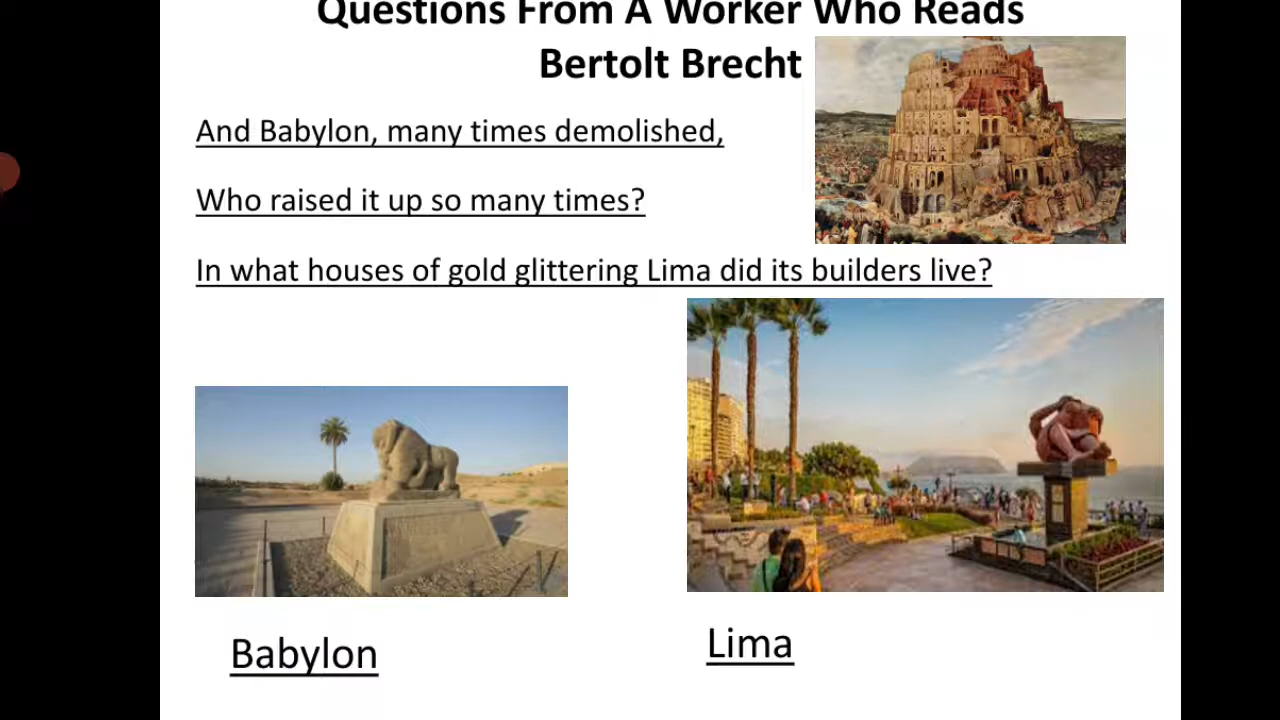 Questions From A Worker Who Reads
Bertolt Brecht
And Babylon, many times demolished,
Who raised it up so many times?
In what houses of gold glittering Lima did its builders live?
Babylon
Lima